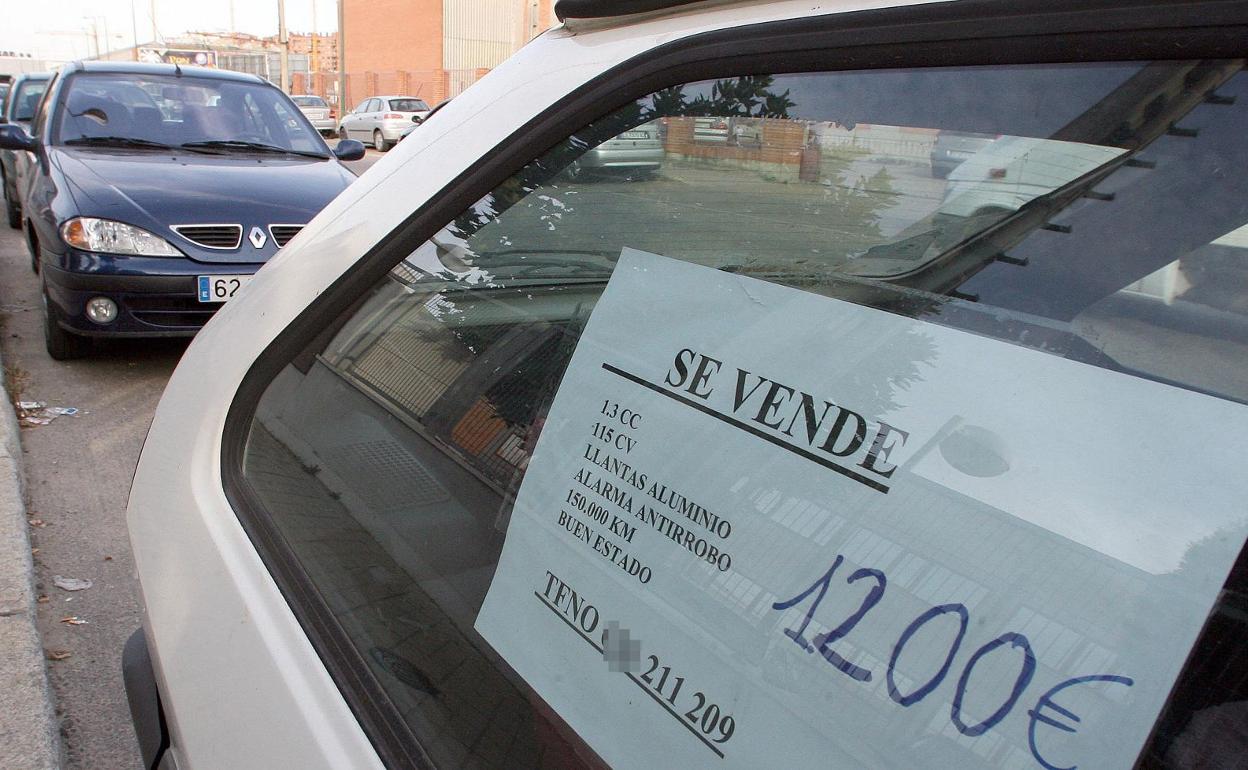 SE VENDE
1.3 CC
115 CV
LLANTAS ALUMINIO
ALARMA ANTIRROBO
150,000 KM
BUEN ESTADO
TFNO 211 209
1200€
E 62